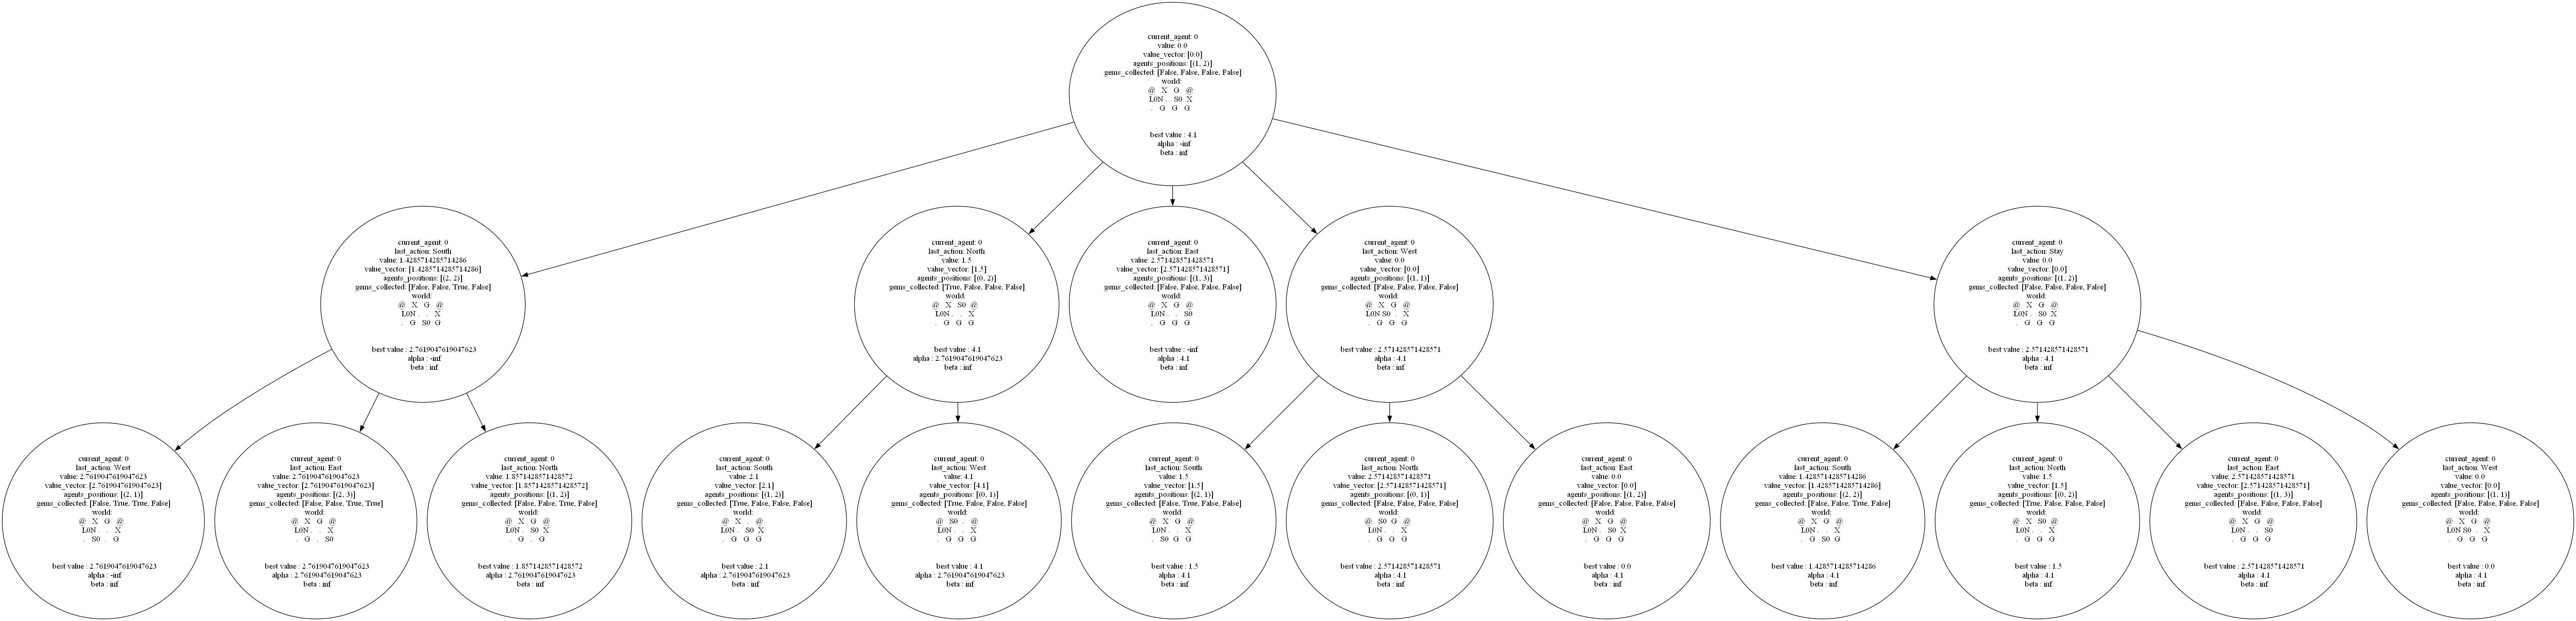 current_agent: 0
value: 0.0
value_vector: [0.0]
agents_positions: [(1, 2)]
gems_collected: [False, False, False, False]
world:
@ X G @
L0N . S0 X
. G G G
best value : 4.1
alpha : -inf
beta : inf
current_agent: 0
last_action: South
value: 1.4285714285714286
value_vector: [1.4285714285714286]
agents_positions: [(2, 2)]
gems_collected: [False, False, True, False]
world:
@ X G @
L0N . . X
. G S0 G
best value : 2.7619047619047623
alpha : -inf
beta : inf
current_agent: 0
last_action: North
value: 1.5
value_vector: [1.5]
agents_positions: [(0, 2)]
gems_collected: [True, False, False, False]
world:
@ X S0 @
L0N . . X
. G G G
best value : 4.1
alpha : 2.7619047619047623
beta : inf
current_agent: 0
last_action: East
value: 2.571428571428571
value_vector: [2.571428571428571]
agents_positions: [(1, 3)]
gems_collected: [False, False, False, False]
world:
@ X G @
L0N . . S0
. G G G
best value : -inf
alpha : 4.1
beta : inf
current_agent: 0
last_action: West
value: 0.0
value_vector: [0.0]
agents_positions: [(1, 1)]
gems_collected: [False, False, False, False]
world:
@ X G @
L0N S0 . X
. G G G
best value : 2.571428571428571
alpha : 4.1
beta : inf
current_agent: 0
last_action: Stay
value: 0.0
value_vector: [0.0]
agents_positions: [(1, 2)]
gems_collected: [False, False, False, False]
world:
@ X G @
L0N . S0 X
. G G G
best value : 2.571428571428571
alpha : 4.1
beta : inf
current_agent: 0
last_action: West
value: 2.7619047619047623
value_vector: [2.7619047619047623]
agents_positions: [(2, 1)]
gems_collected: [False, True, True, False]
world:
@ X G @
L0N . . X
. S0 . G
best value : 2.7619047619047623
alpha : -inf
beta : inf
current_agent: 0
last_action: East
value: 2.7619047619047623
value_vector: [2.7619047619047623]
agents_positions: [(2, 3)]
gems_collected: [False, False, True, True]
world:
@ X G @
L0N . . X
. G . S0
best value : 2.7619047619047623
alpha : 2.7619047619047623
beta : inf
current_agent: 0
last_action: North
value: 1.8571428571428572
value_vector: [1.8571428571428572]
agents_positions: [(1, 2)]
gems_collected: [False, False, True, False]
world:
@ X G @
L0N . S0 X
. G . G
best value : 1.8571428571428572
alpha : 2.7619047619047623
beta : inf
current_agent: 0
last_action: South
value: 2.1
value_vector: [2.1]
agents_positions: [(1, 2)]
gems_collected: [True, False, False, False]
world:
@ X . @
L0N . S0 X
. G G G
best value : 2.1
alpha : 2.7619047619047623
beta : inf
current_agent: 0
last_action: West
value: 4.1
value_vector: [4.1]
agents_positions: [(0, 1)]
gems_collected: [True, False, False, False]
world:
@ S0 . @
L0N . . X
. G G G
best value : 4.1
alpha : 2.7619047619047623
beta : inf
current_agent: 0
last_action: South
value: 1.5
value_vector: [1.5]
agents_positions: [(2, 1)]
gems_collected: [False, True, False, False]
world:
@ X G @
L0N . . X
. S0 G G
best value : 1.5
alpha : 4.1
beta : inf
current_agent: 0
last_action: North
value: 2.571428571428571
value_vector: [2.571428571428571]
agents_positions: [(0, 1)]
gems_collected: [False, False, False, False]
world:
@ S0 G @
L0N . . X
. G G G
best value : 2.571428571428571
alpha : 4.1
beta : inf
current_agent: 0
last_action: East
value: 0.0
value_vector: [0.0]
agents_positions: [(1, 2)]
gems_collected: [False, False, False, False]
world:
@ X G @
L0N . S0 X
. G G G
best value : 0.0
alpha : 4.1
beta : inf
current_agent: 0
last_action: South
value: 1.4285714285714286
value_vector: [1.4285714285714286]
agents_positions: [(2, 2)]
gems_collected: [False, False, True, False]
world:
@ X G @
L0N . . X
. G S0 G
best value : 1.4285714285714286
alpha : 4.1
beta : inf
current_agent: 0
last_action: North
value: 1.5
value_vector: [1.5]
agents_positions: [(0, 2)]
gems_collected: [True, False, False, False]
world:
@ X S0 @
L0N . . X
. G G G
best value : 1.5
alpha : 4.1
beta : inf
current_agent: 0
last_action: East
value: 2.571428571428571
value_vector: [2.571428571428571]
agents_positions: [(1, 3)]
gems_collected: [False, False, False, False]
world:
@ X G @
L0N . . S0
. G G G
best value : 2.571428571428571
alpha : 4.1
beta : inf
current_agent: 0
last_action: West
value: 0.0
value_vector: [0.0]
agents_positions: [(1, 1)]
gems_collected: [False, False, False, False]
world:
@ X G @
L0N S0 . X
. G G G
best value : 0.0
alpha : 4.1
beta : inf